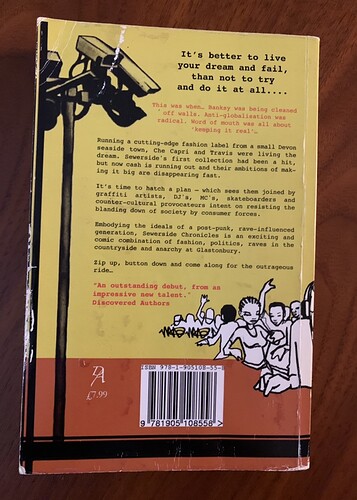 It's better to live
your dream and fail,
than not to try
and do it at all....
This was when… Banksy was being cleaned
off walls. Anti-globalisation was
radical. Word of mouth was all about
'keeping it real'…
Running a cutting-edge fashion label from a small Devon
seaside town, Che Capri and Travis were living the
dream. Sewerside's first collection had been a hit,
but now cash is running out and their ambitions of mak-
ing it big are disappearing fast.
It's time to hatch a plan – which sees them joined by
graffiti artists, DJ's, MC's, skateboarders and
counter-cultural provocateurs intent on resisting the
blanding down of society by consumer forces.
Embodying the ideals of a post-punk, rave-influenced
generation, Sewerside Chronicles is an exciting and
comic combination of fashion, politics, raves in the
countryside and anarchy at Glastonbury.
Zip up, button down and come along for the outrageous
ride…
"An outstanding debut, from an
impressive new talent."
Discovered Authors
DA
£7.99
ISBN 978-1-905108-55-
9 781905 108558 >